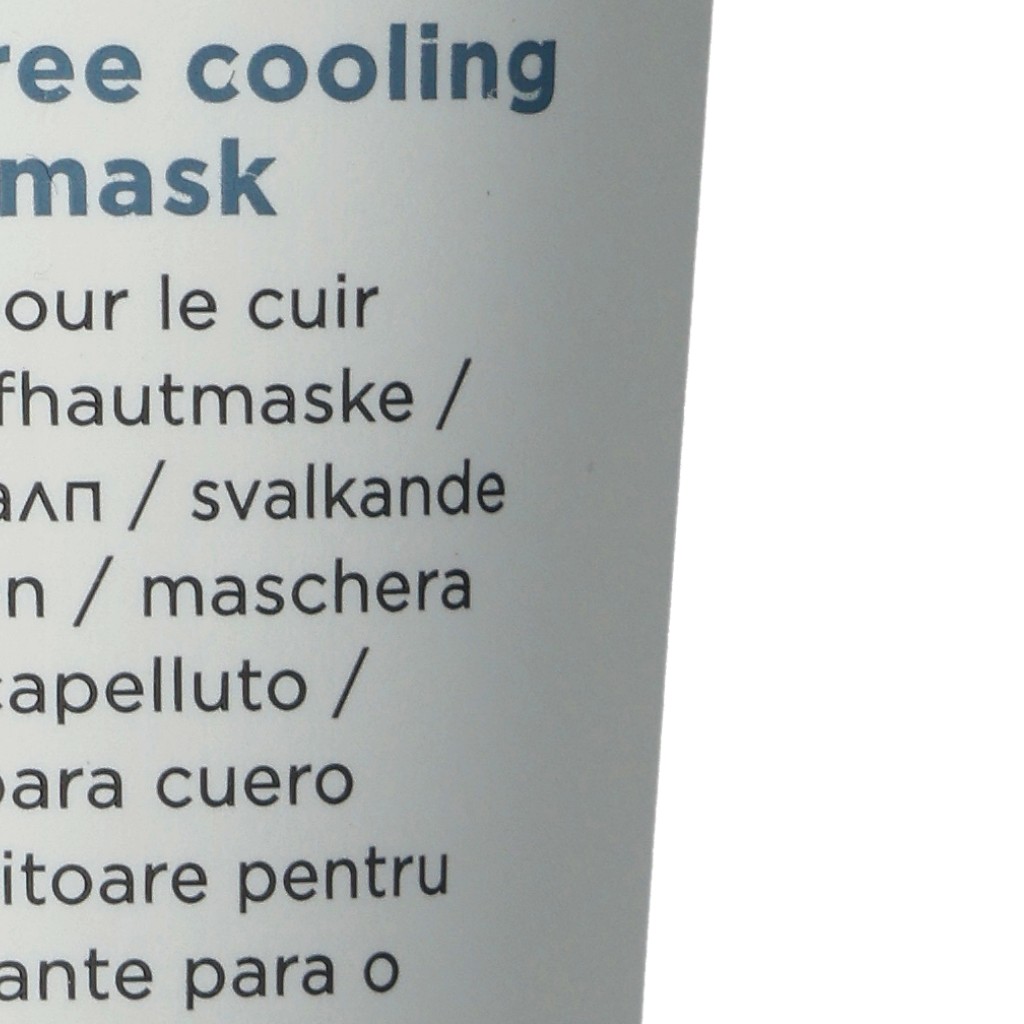 ree cooling
mask
our le cuir
fhautmaske /
алп / svalkande
n / maschera
capelluto /
para cuero
itoare pentru
ante para o